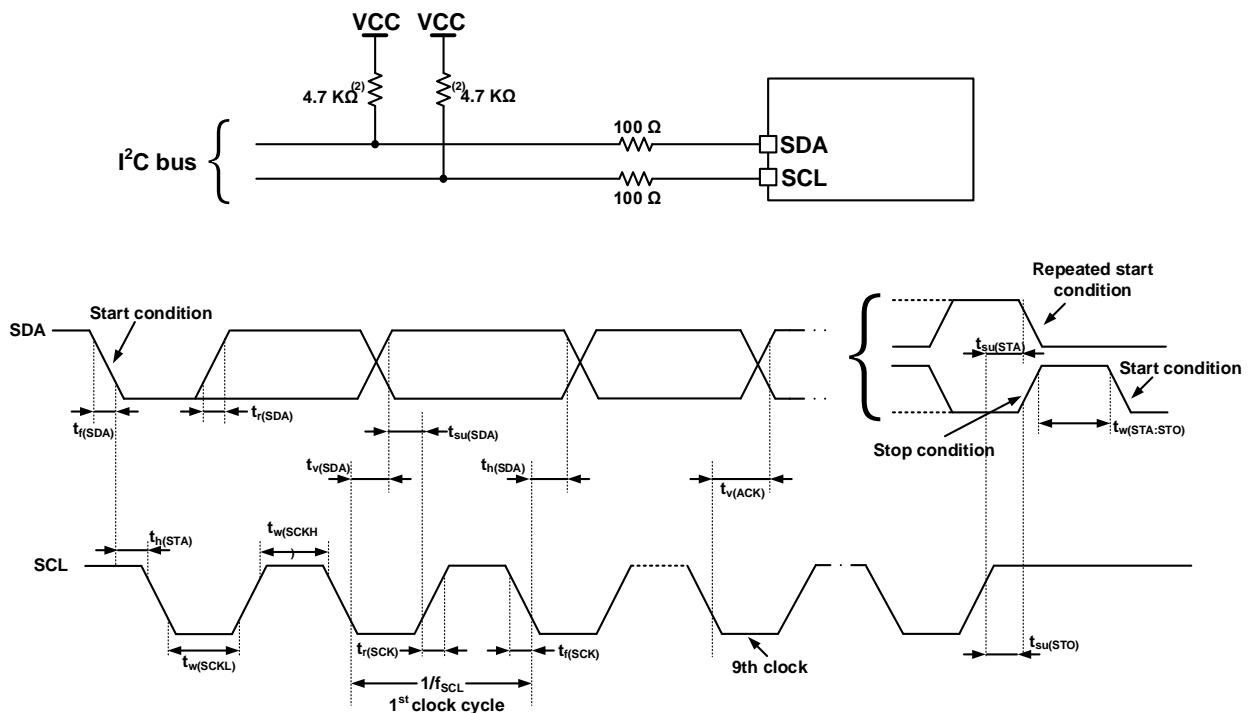 VCC VCC
4.7 KΩ(2) (2) 4.7 KΩ
100 Ω
I2C bus
SDA
SCL
100 Ω
Repeated start
condition
Start condition
SDA
tsu(STA)
Start condition
tf(SDA)
tr(SDA)
tsu(SDA)
Stop condition
tw(STA:STO)
tv(SDA)
th(SDA)
tv(ACK)
th(STA)
tw(SCKH
)
SCL
tw(SCKL)
tr(SCK)
tf(SCK)
9th clock
tsu(STO)
1/fSCL
1st clock cycle